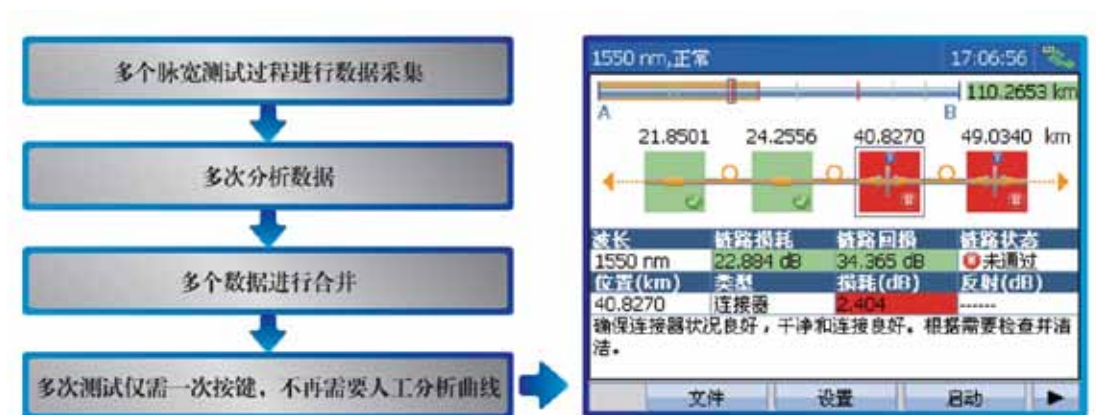 多个脉宽测试过程进行数据采集
多次分析数据
多个数据进行合并
多次测试仅需一次按键，不再需要人工分析曲线
1550 nm,正常 17:06:56
110.2653 km
A B
21.8501 24.2556 40.8270 49.0340 km
波长 链路损耗 链路回损 链路状态
1550 nm 22.884 dB 34.365 dB 未通过
位置(km) 类型 损耗(dB) 反射(dB)
40.8270 连接器 2.404 ------
确保连接器状况良好，干净和连接良好。根据需要检查并清
洁。
文件 设置 启动